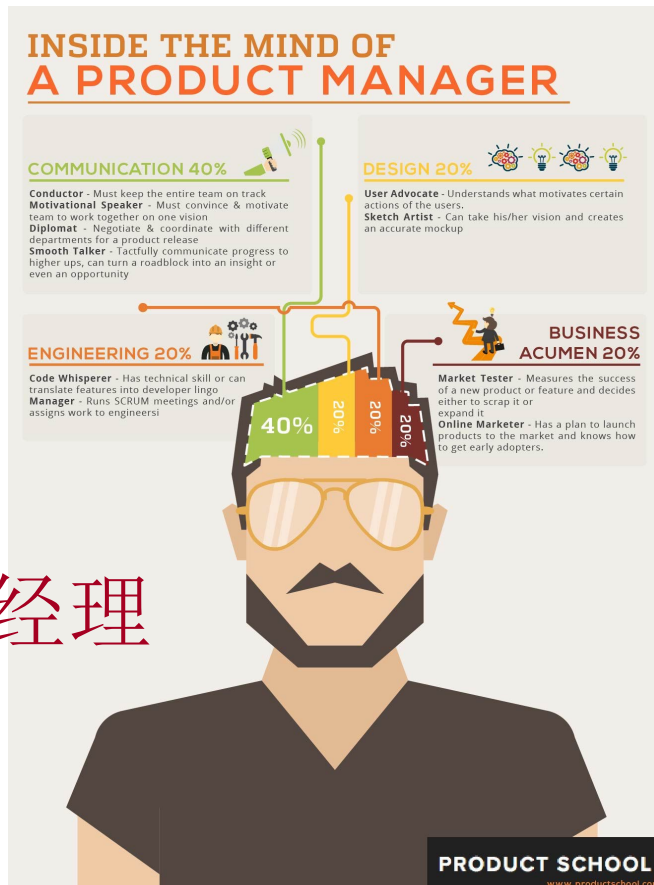 INSIDE THE MIND OF
A PRODUCT MANAGER
COMMUNICATION 40%
Conductor - Must keep the entire team on track
Motivational Speaker - Must convince & motivate
team to work together on one vision
Diplomat - Negotiate & coordinate with different
departments for a product release
Smooth Talker - Tactfully communicate progress to
higher ups, can turn a roadblock into an insight or
even an opportunity
DESIGN 20%
User Advocate - Understands what motivates certain
actions of the users.
Sketch Artist - Can take his/her vision and creates
an accurate mockup
ENGINEERING 20%
Code Whisperer - Has technical skill or can
translate features into developer lingo
Manager - Runs SCRUM meetings and/or
assigns work to engineersi
BUSINESS
ACUMEN 20%
Market Tester - Measures the success
of a new product or feature and decides
either to scrap it or
expand it
Online Marketer - Has a plan to launch
products to the market and knows how
to get early adopters.
40%
20%
20%
20%
经理
PRODUCT SCHOOL